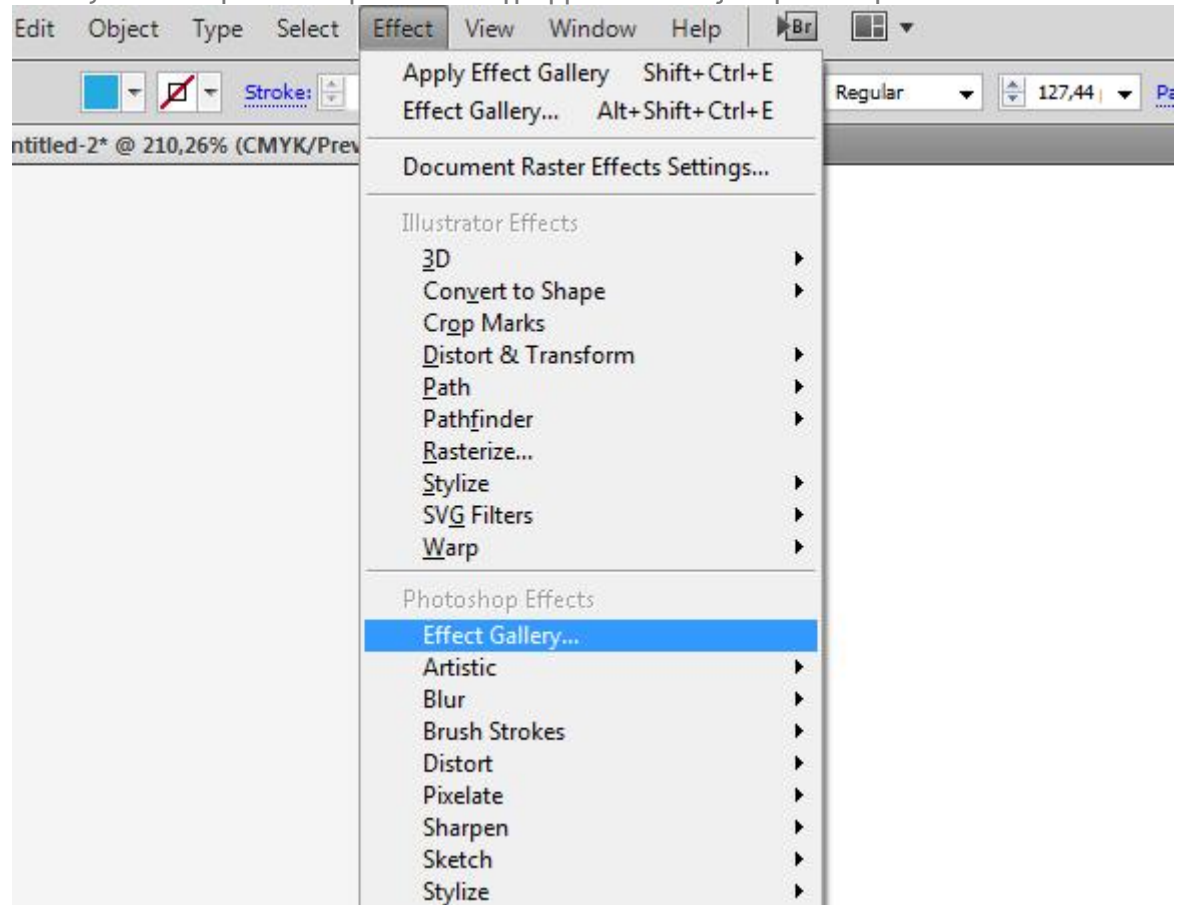 Edit Object Type Select Effect View Window Help Br
Stroke: Regular 127,44
ntitled-2* @ 210,26% (CMYK/Prev
Apply Effect Gallery Shift+Ctrl+E
Effect Gallery... Alt+Shift+Ctrl+E
Document Raster Effects Settings...
Illustrator Effects
3D
Convert to Shape
Crop Marks
Distort & Transform
Path
Pathfinder
Rasterize...
Stylize
SVG Filters
Warp
Photoshop Effects
Effect Gallery...
Artistic
Blur
Brush Strokes
Distort
Pixelate
Sharpen
Sketch
Stylize